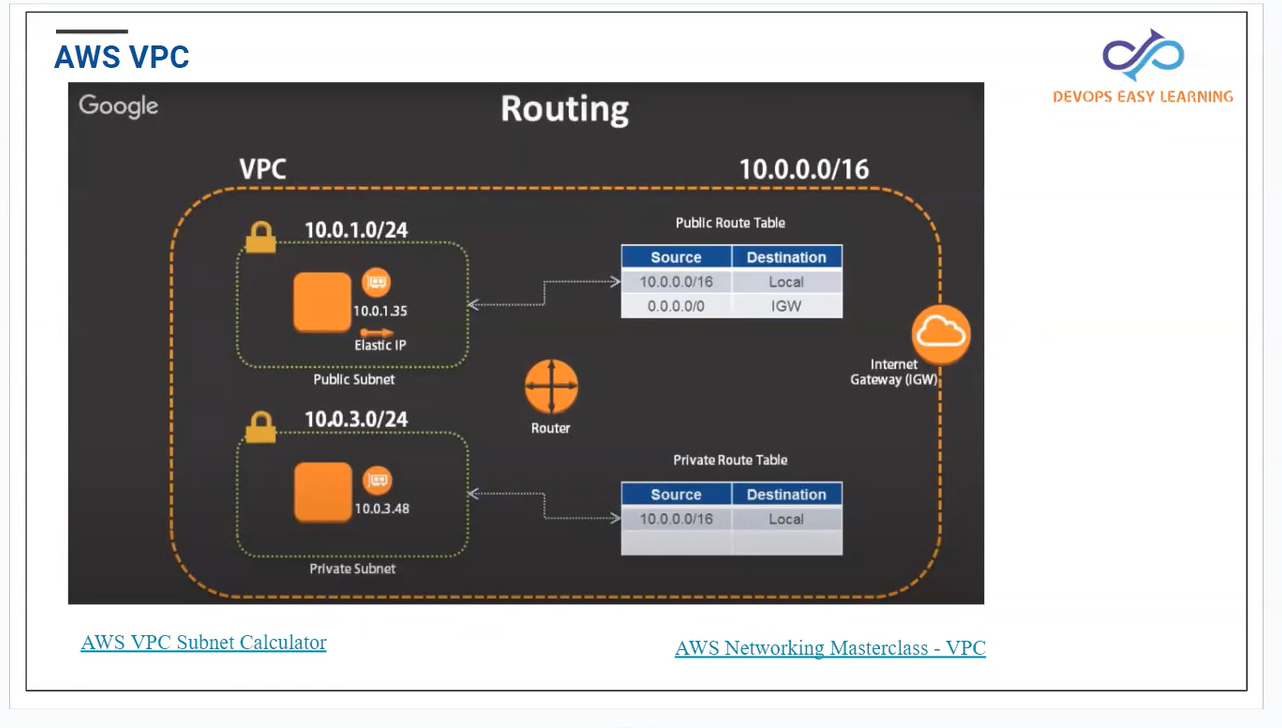 AWS VPC
DEVOPS EASY LEARNING
Google
Routing
VPC
10.0.0.0/16
10.0.1.0/24
10.0.1.35
Elastic IP
Public Subnet
Public Route Table
Source Destination
10.0.0.0/16 Local
0.0.0.0/0 IGW
Internet
Gateway (IGW)
Router
10.0.3.0/24
10.0.3.48
Private Subnet
Private Route Table
Source Destination
10.0.0.0/16 Local
AWS VPC Subnet Calculator
AWS Networking Masterclass - VPC